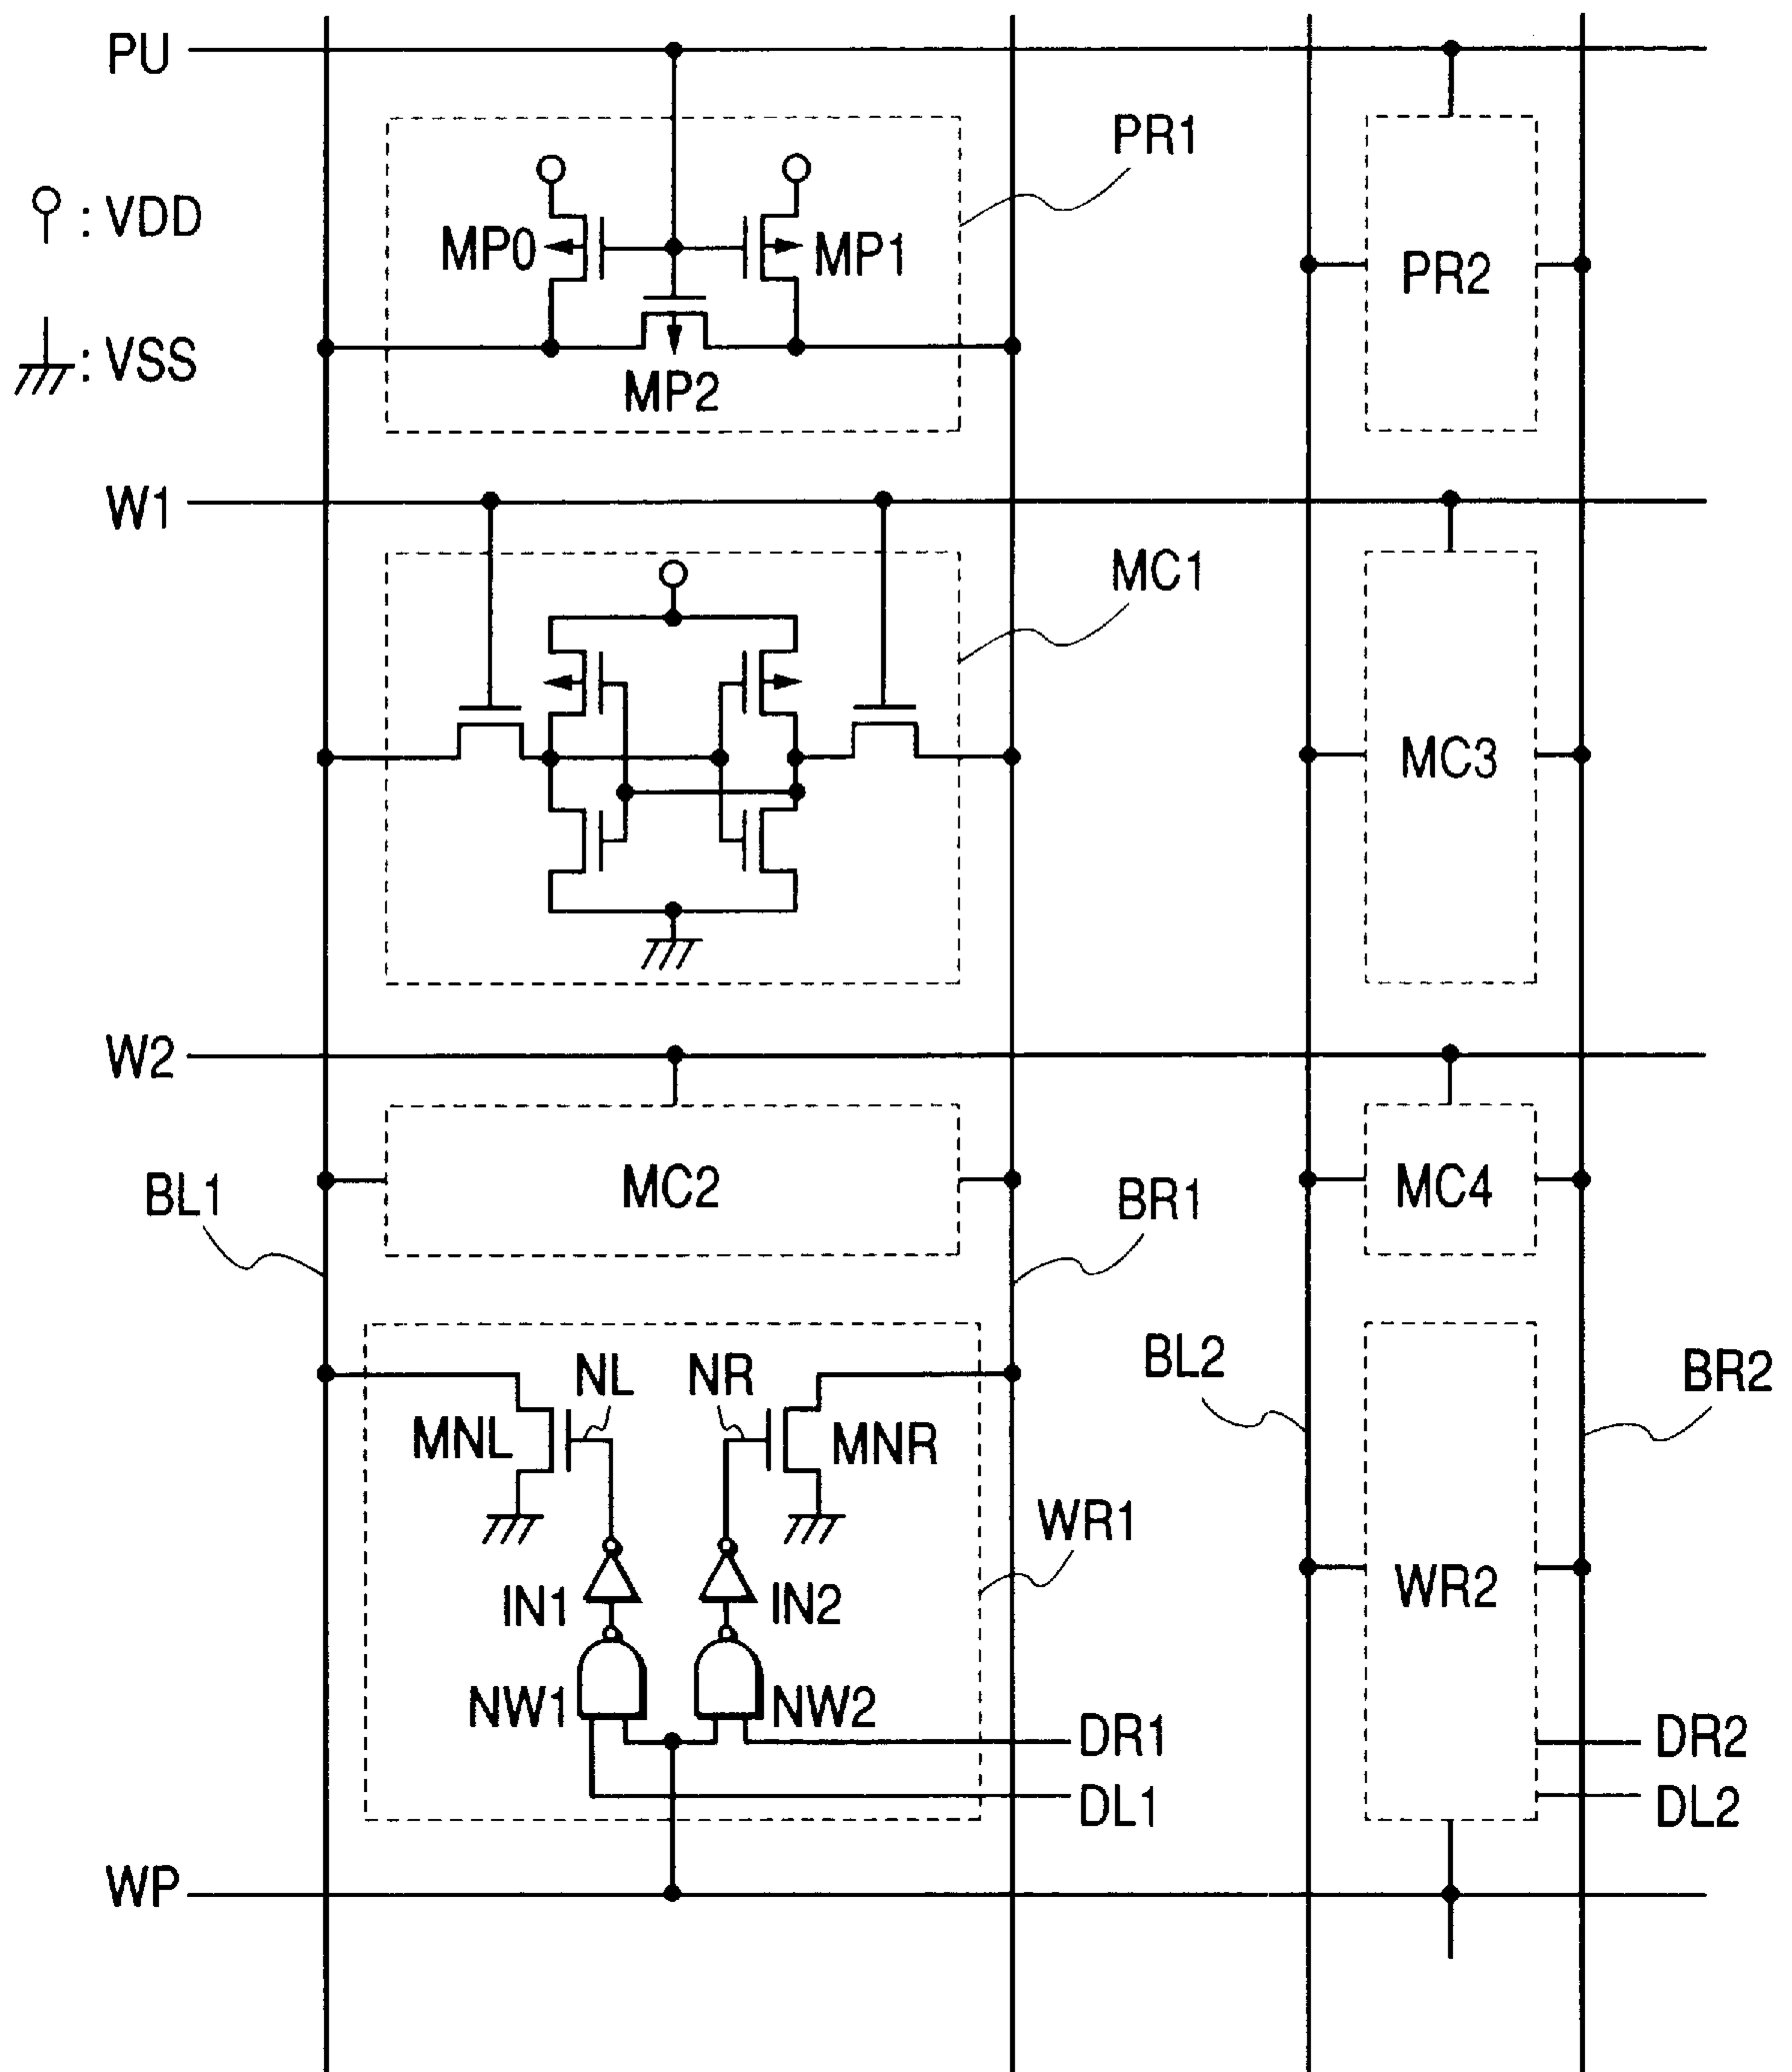 PU
PR1
: VDD
MP0
MP1
PR2
: VSS
MP2
W1
MC1
MC3
W2
MC2
MC4
BL1
BR1
BL2
BR2
NL
NR
MNL
MNR
WR1
IN1
IN2
WR2
NW1
NW2
DR1
DR2
DL1
DL2
WP